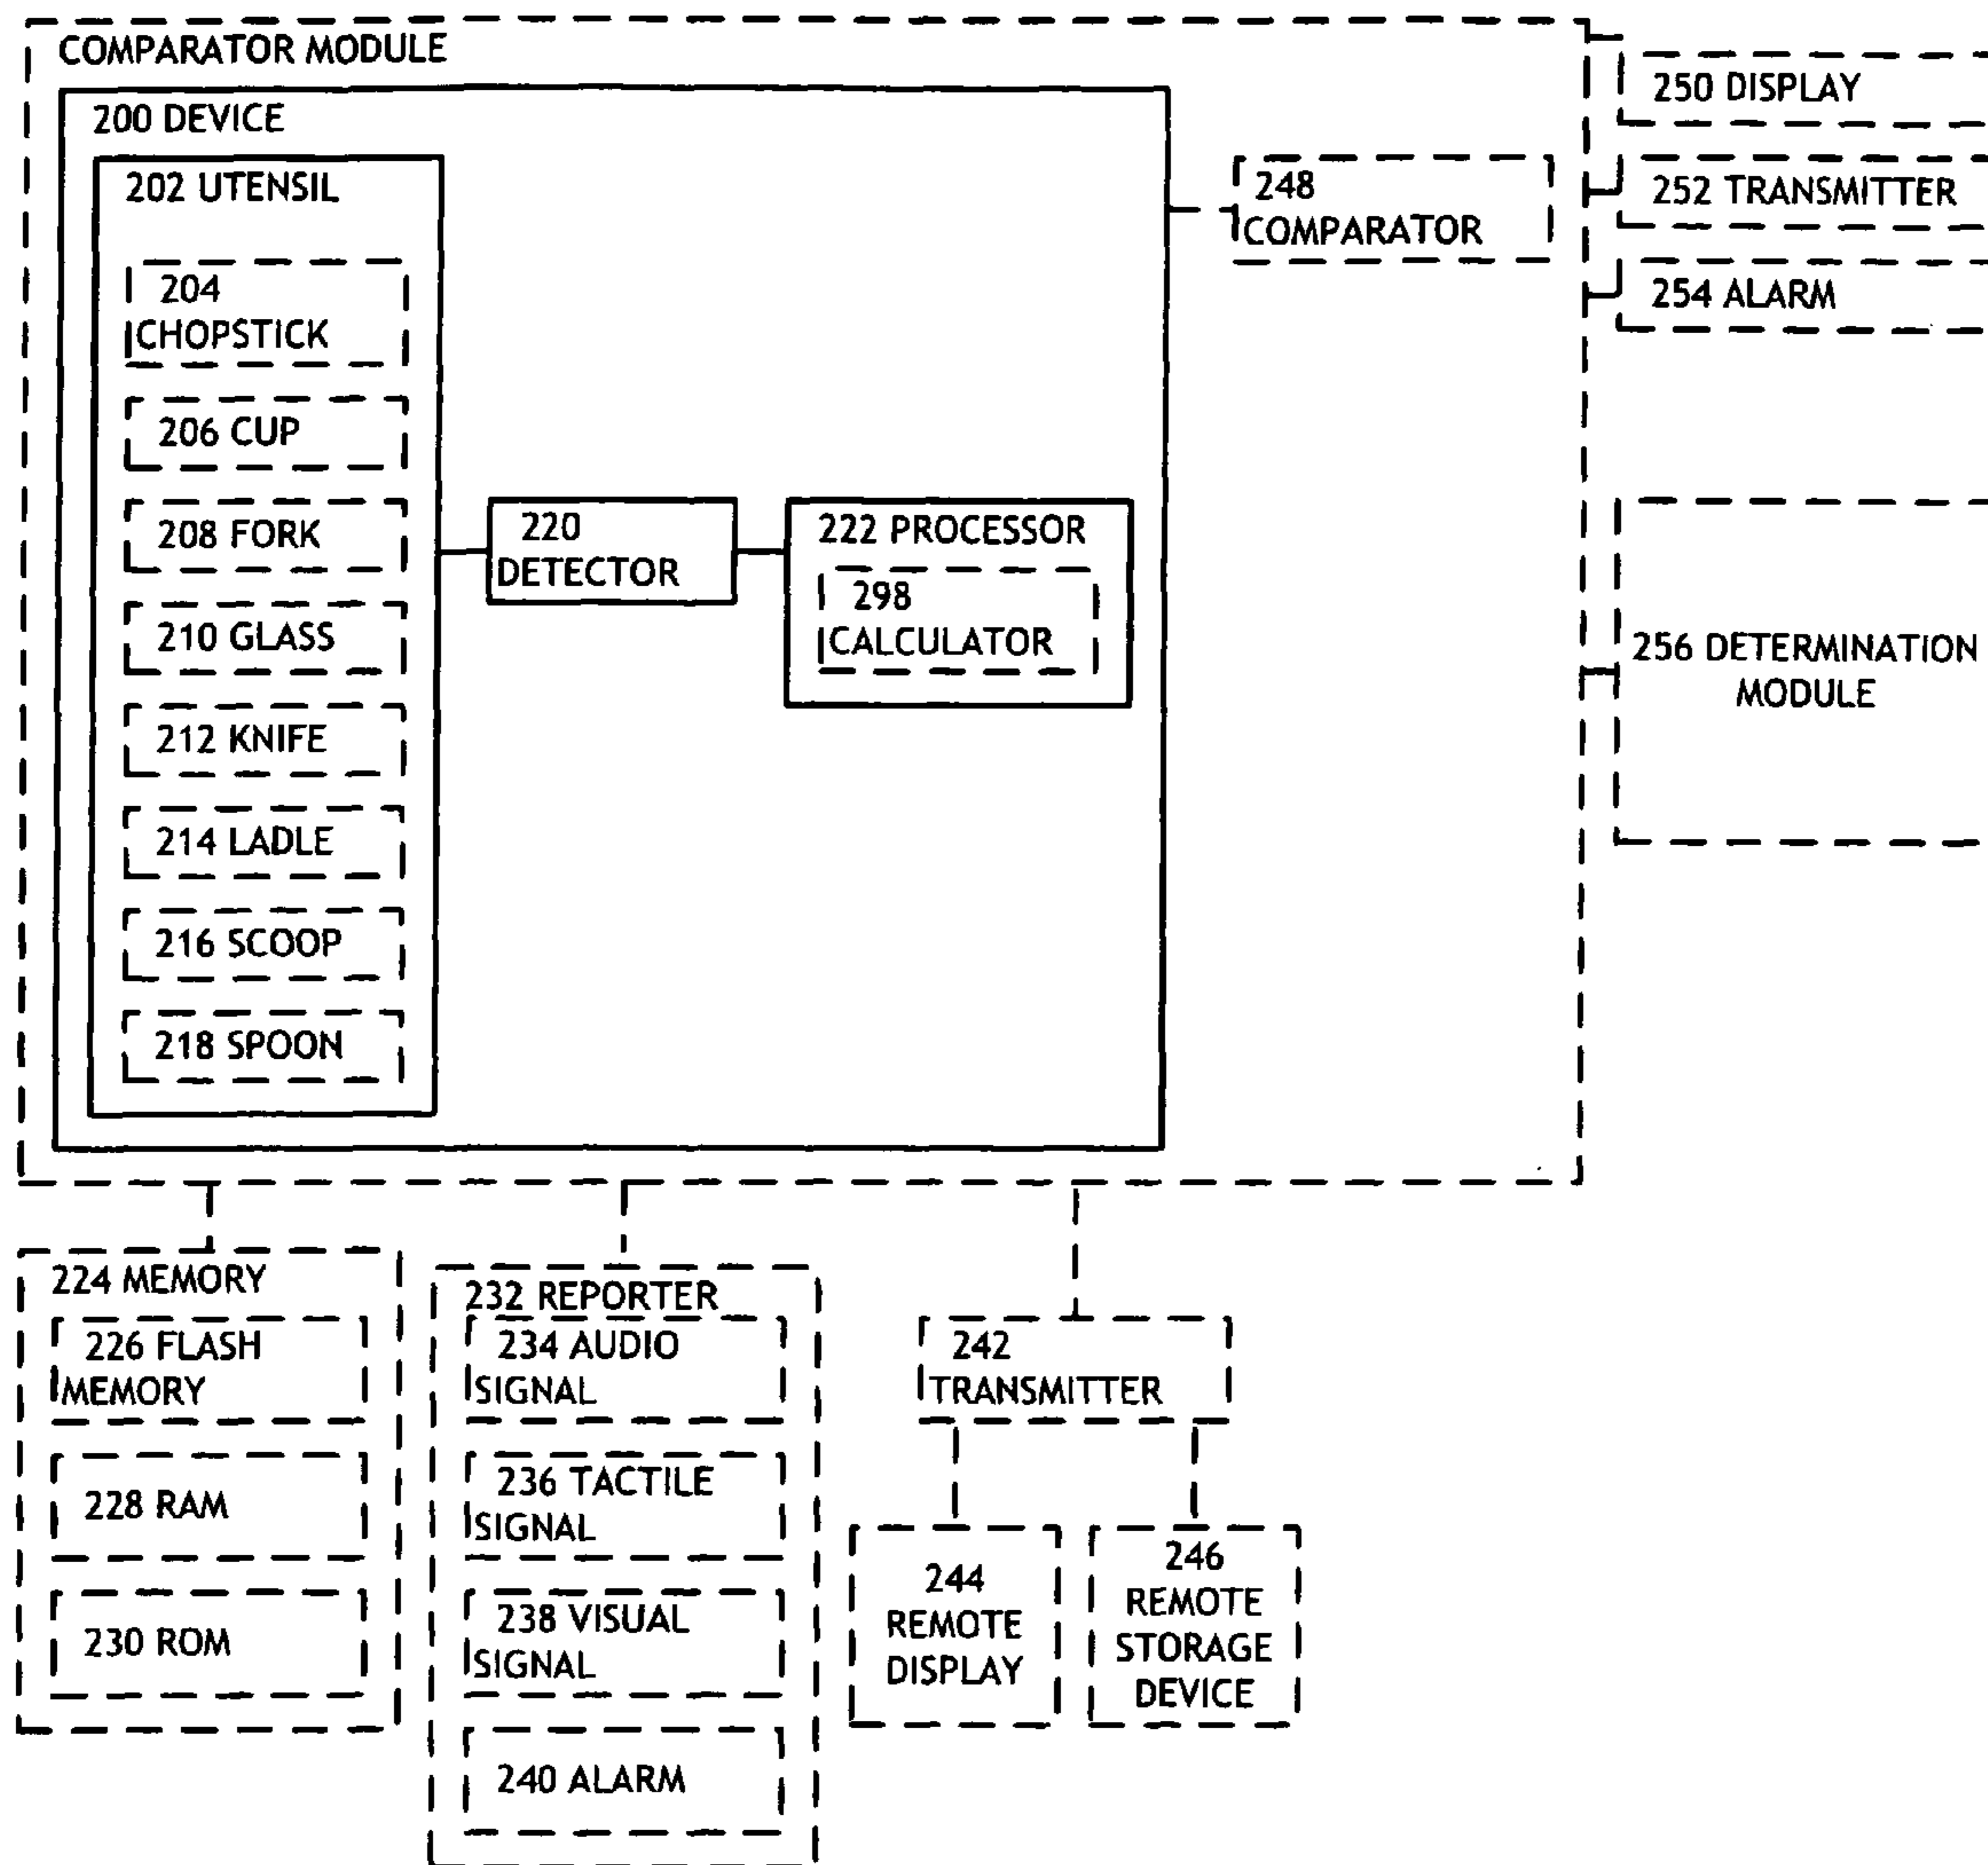 COMPARATOR MODULE
200 DEVICE
202 UTENSIL
204
CHOPSTICK
206 CUP
208 FORK
210 GLASS
212 KNIFE
214 LADLE
216 SCOOP
218 SPOON
220
DETECTOR
222 PROCESSOR
298
CALCULATOR
248
COMPARATOR
250 DISPLAY
252 TRANSMITTER
254 ALARM
256 DETERMINATION
MODULE
224 MEMORY
226 FLASH
MEMORY
228 RAM
230 ROM
232 REPORTER
234 AUDIO
SIGNAL
236 TACTILE
SIGNAL
238 VISUAL
SIGNAL
240 ALARM
242
TRANSMITTER
244
REMOTE
DISPLAY
246
REMOTE
STORAGE
DEVICE